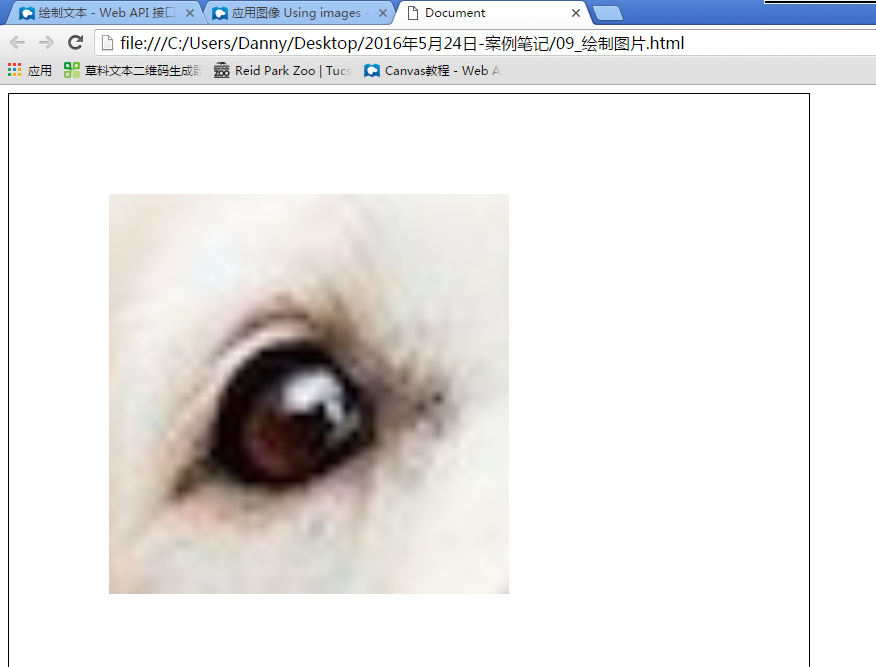 绘制文本 - Web API 接口
应用图像 Using images -
Document
file:///C:/Users/Danny/Desktop/2016年5月24日-案例笔记/09_绘制图片.html
应用
草料文本二维码生成器
Reid Park Zoo | Tucs
Canvas教程 - Web A